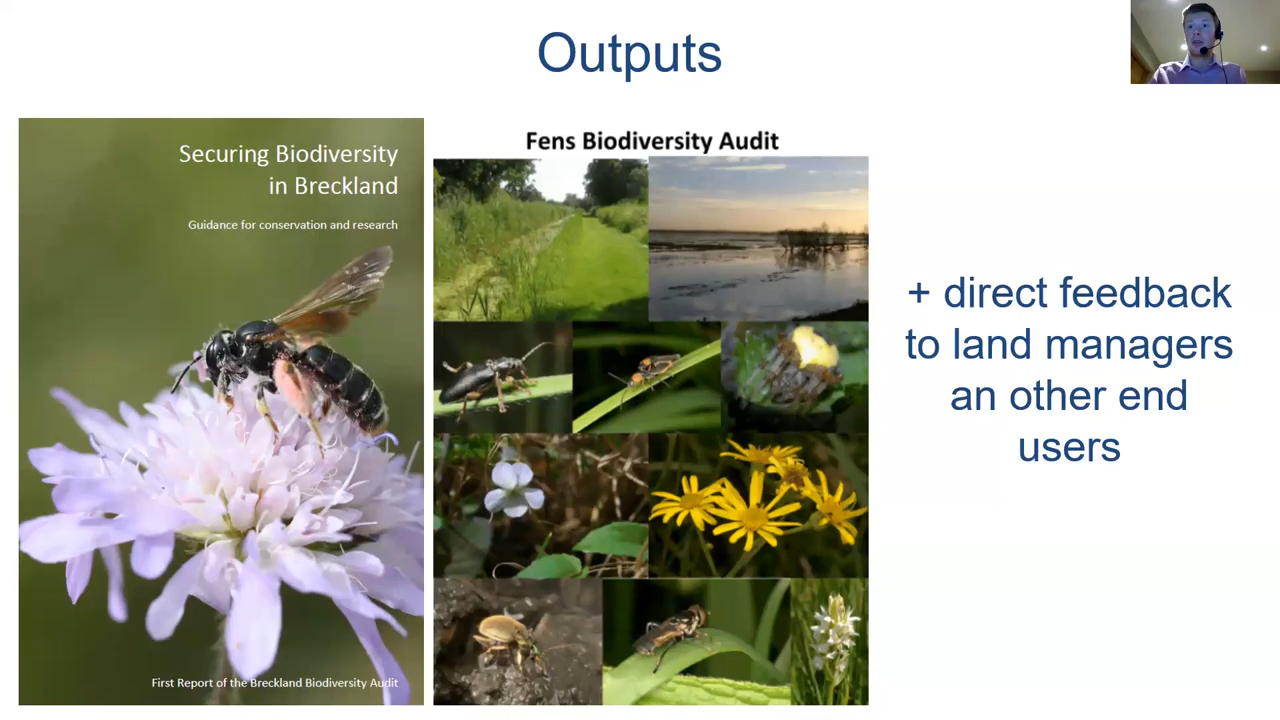 Outputs
Securing Biodiversity
in Breckland
Guidance for conservation and research
First Report of the Breckland Biodiversity Audit
Fens Biodiversity Audit
+ direct feedback
to land managers
an other end
users